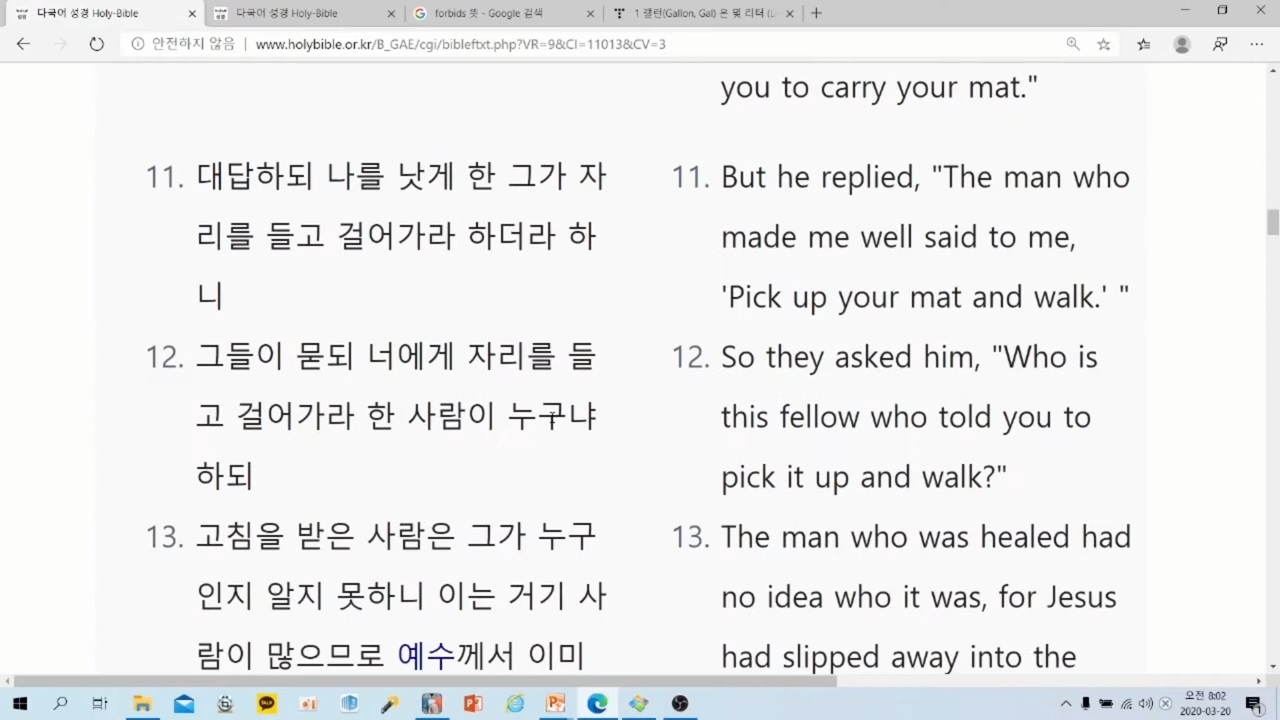 다국어 성경 Holy-Bible
다국어 성경 Holy-Bible
forbids 뜻 - Google 검색
1 갤런(Gallon, Gal) 은 몇 리터 (Li
안전하지 않음
www.holybible.or.kr/B_GAE/cgi/bibleftxt.php?VR=9&CI=11013&CV=3
you to carry your mat."
11. 대답하되 나를 낫게 한 그가 자
리를 들고 걸어가라 하더라 하
니
11. But he replied, "The man who
made me well said to me,
'Pick up your mat and walk.' "
12. 그들이 묻되 너에게 자리를 들
고 걸어가라 한 사람이 누구냐
하되
12. So they asked him, "Who is
this fellow who told you to
pick it up and walk?"
13. 고침을 받은 사람은 그가 누구
인지 알지 못하니 이는 거기 사
람이 많으므로 예수께서 이미
13. The man who was healed had
no idea who it was, for Jesus
had slipped away into the
오전 8:02
2020-03-20